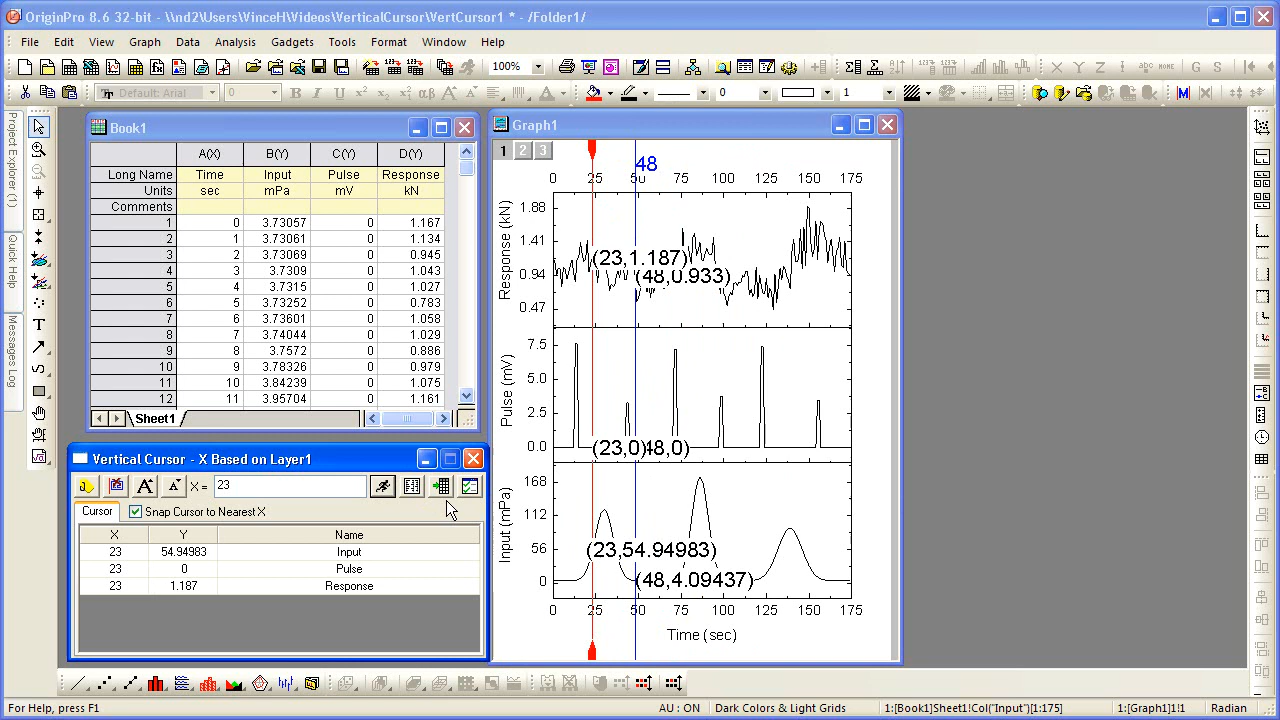 OriginPro 8.6 32-bit - \\nd2\Users\VinceH\Videos\VerticalCursor\VertCursor1 * - /Folder1/
File Edit View Graph Data Analysis Gadgets Tools Format Window Help
100%
Default: Arial 0 B I U 0 1
Project Explorer (1)
Quick Help
Messages Log
Book1
A(X) B(Y) C(Y) D(Y)
Long Name Time Input Pulse Response
Units sec mPa mV kN
Comments
1 0 3.73057 0 1.167
2 1 3.73061 0 1.134
3 2 3.73069 0 0.945
4 3 3.7309 0 1.043
5 4 3.7315 0 1.027
6 5 3.73252 0 0.783
7 6 3.73601 0 1.058
8 7 3.74044 0 1.029
9 8 3.7572 0 0.886
10 9 3.78326 0 0.979
11 10 3.84239 0 1.075
12 11 3.95704 0 1.161
Sheet1
Graph1
1 2 3
48
0 25 50 75 100 125 150 175
Response (kN)
1.88
1.41
0.94
0.47
(23,1.187)
(48,0.933)
Pulse (mV)
7.5
5.0
2.5
0.0
(23,0)
48,0)
Input (mPa)
168
112
56
0
(23,54.94983)
(48,4.09437)
0 25 50 75 100 125 150 175
Time (sec)
Vertical Cursor - X Based on Layer1
A A X = 23
Cursor Snap Cursor to Nearest X
X Y Name
23 54.94983 Input
23 0 Pulse
23 1.187 Response
For Help, press F1 AU : ON Dark Colors & Light Grids 1:[Book1]Sheet1!Col("Input")[1:175] 1:[Graph1]1!1 Radian